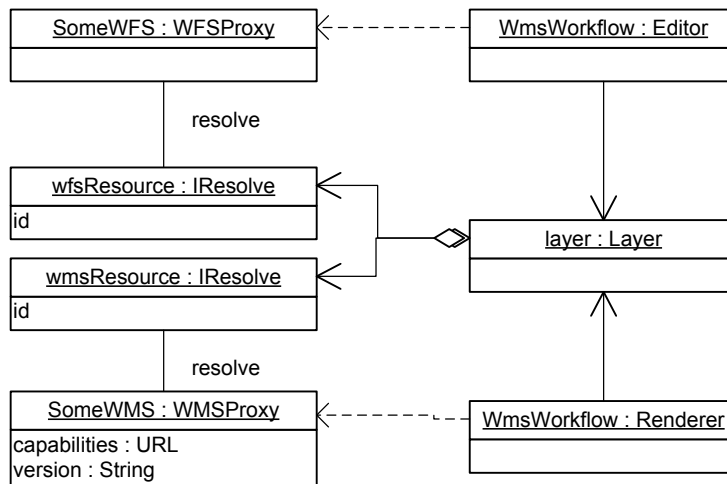 SomeWFS : WFSProxy
WmsWorkflow : Editor
resolve
wfsResource : IResolve
id
layer : Layer
wmsResource : IResolve
id
resolve
SomeWMS : WMSProxy
capabilities : URL
version : String
WmsWorkflow : Renderer